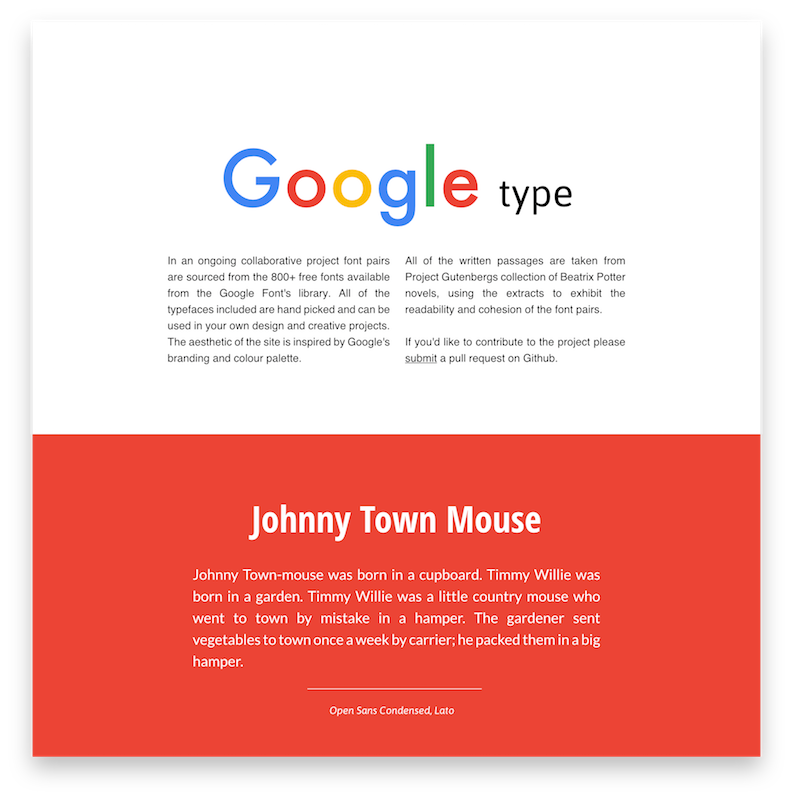 Google type
In an ongoing collaborative project font pairs
are sourced from the 800+ free fonts available
from the Google Font's library. All of the
typefaces included are hand picked and can be
used in your own design and creative projects.
The aesthetic of the site is inspired by Google's
branding and colour palette.
All of the written passages are taken from
Project Gutenbergs collection of Beatrix Potter
novels, using the extracts to exhibit the
readability and cohesion of the font pairs.
If you'd like to contribute to the project please
submit a pull request on Github.
Johnny Town Mouse
Johnny Town-mouse was born in a cupboard. Timmy Willie was
born in a garden. Timmy Willie was a little country mouse who
went to town by mistake in a hamper. The gardener sent
vegetables to town once a week by carrier; he packed them in a big
hamper.
Open Sans Condensed, Lato